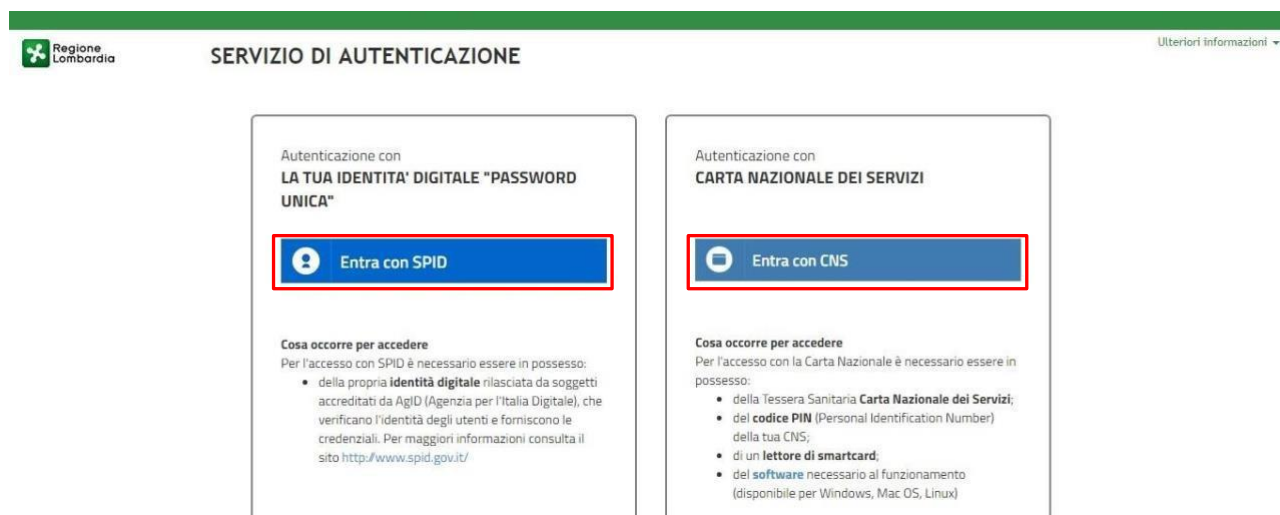 Regione
Lombardia
SERVIZIO DI AUTENTICAZIONE
Ulteriori informazioni
Autenticazione con
LA TUA IDENTITA' DIGITALE "PASSWORD
UNICA"
Entra con SPID
Cosa occorre per accedere
Per l'accesso con SPID è necessario essere in possesso:
• della propria identità digitale rilasciata da soggetti
accreditati da AgID (Agenzia per l'Italia Digitale), che
verificano l'identità degli utenti e forniscono le
credenziali. Per maggiori informazioni consulta il
sito http://www.spid.gov.it/
Autenticazione con
CARTA NAZIONALE DEI SERVIZI
Entra con CNS
Cosa occorre per accedere
Per l'accesso con la Carta Nazionale è necessario essere in
possesso:
• della Tessera Sanitaria Carta Nazionale dei Servizi;
• del codice PIN (Personal Identification Number)
della tua CNS;
• di un lettore di smartcard;
• del software necessario al funzionamento
(disponibile per Windows, Mac OS, Linux)